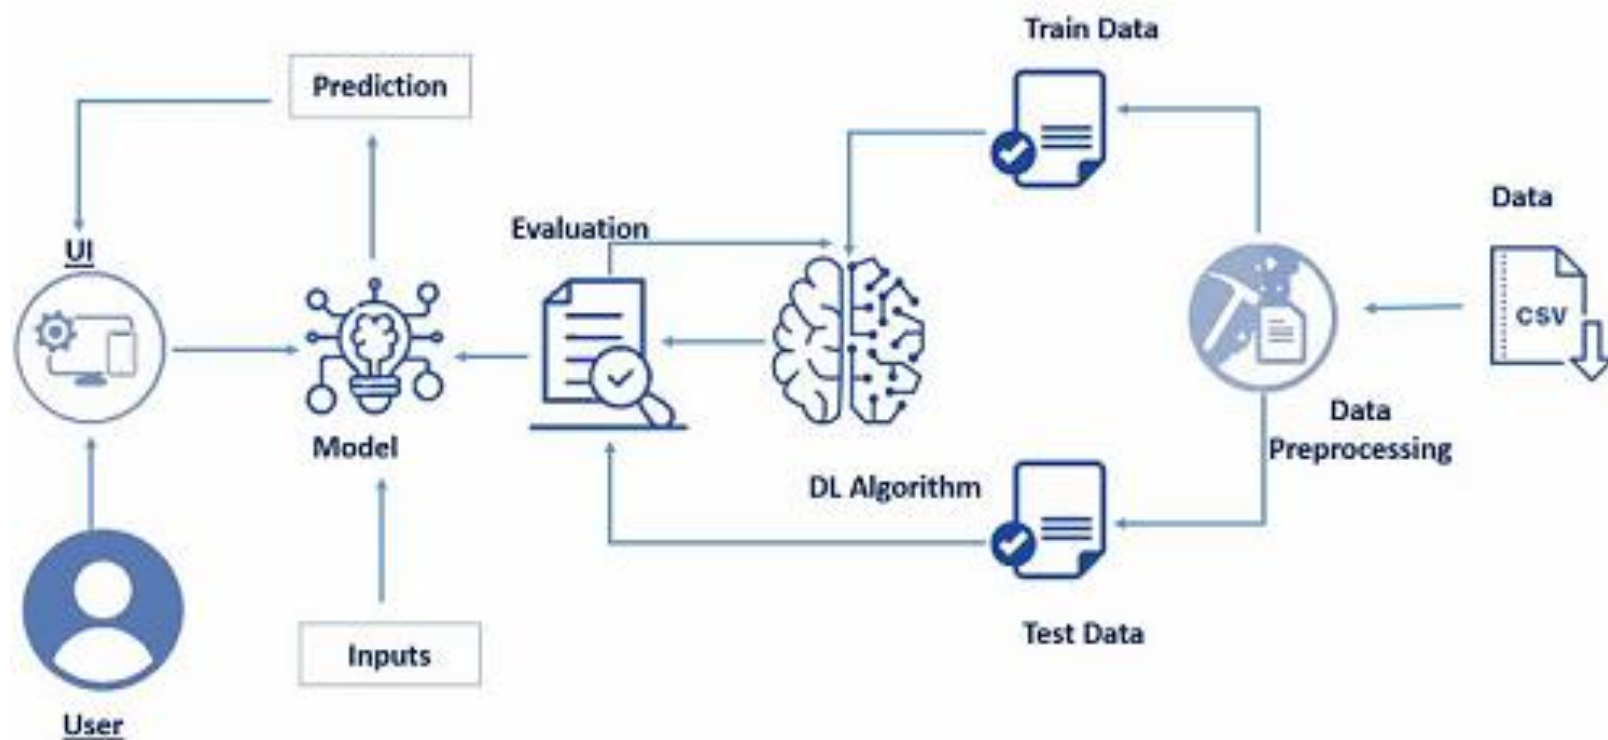 Train Data
Prediction
Data
Evaluation
UI
CSV
Data
Preprocessing
Model
DL Algorithm
Test Data
Inputs
User